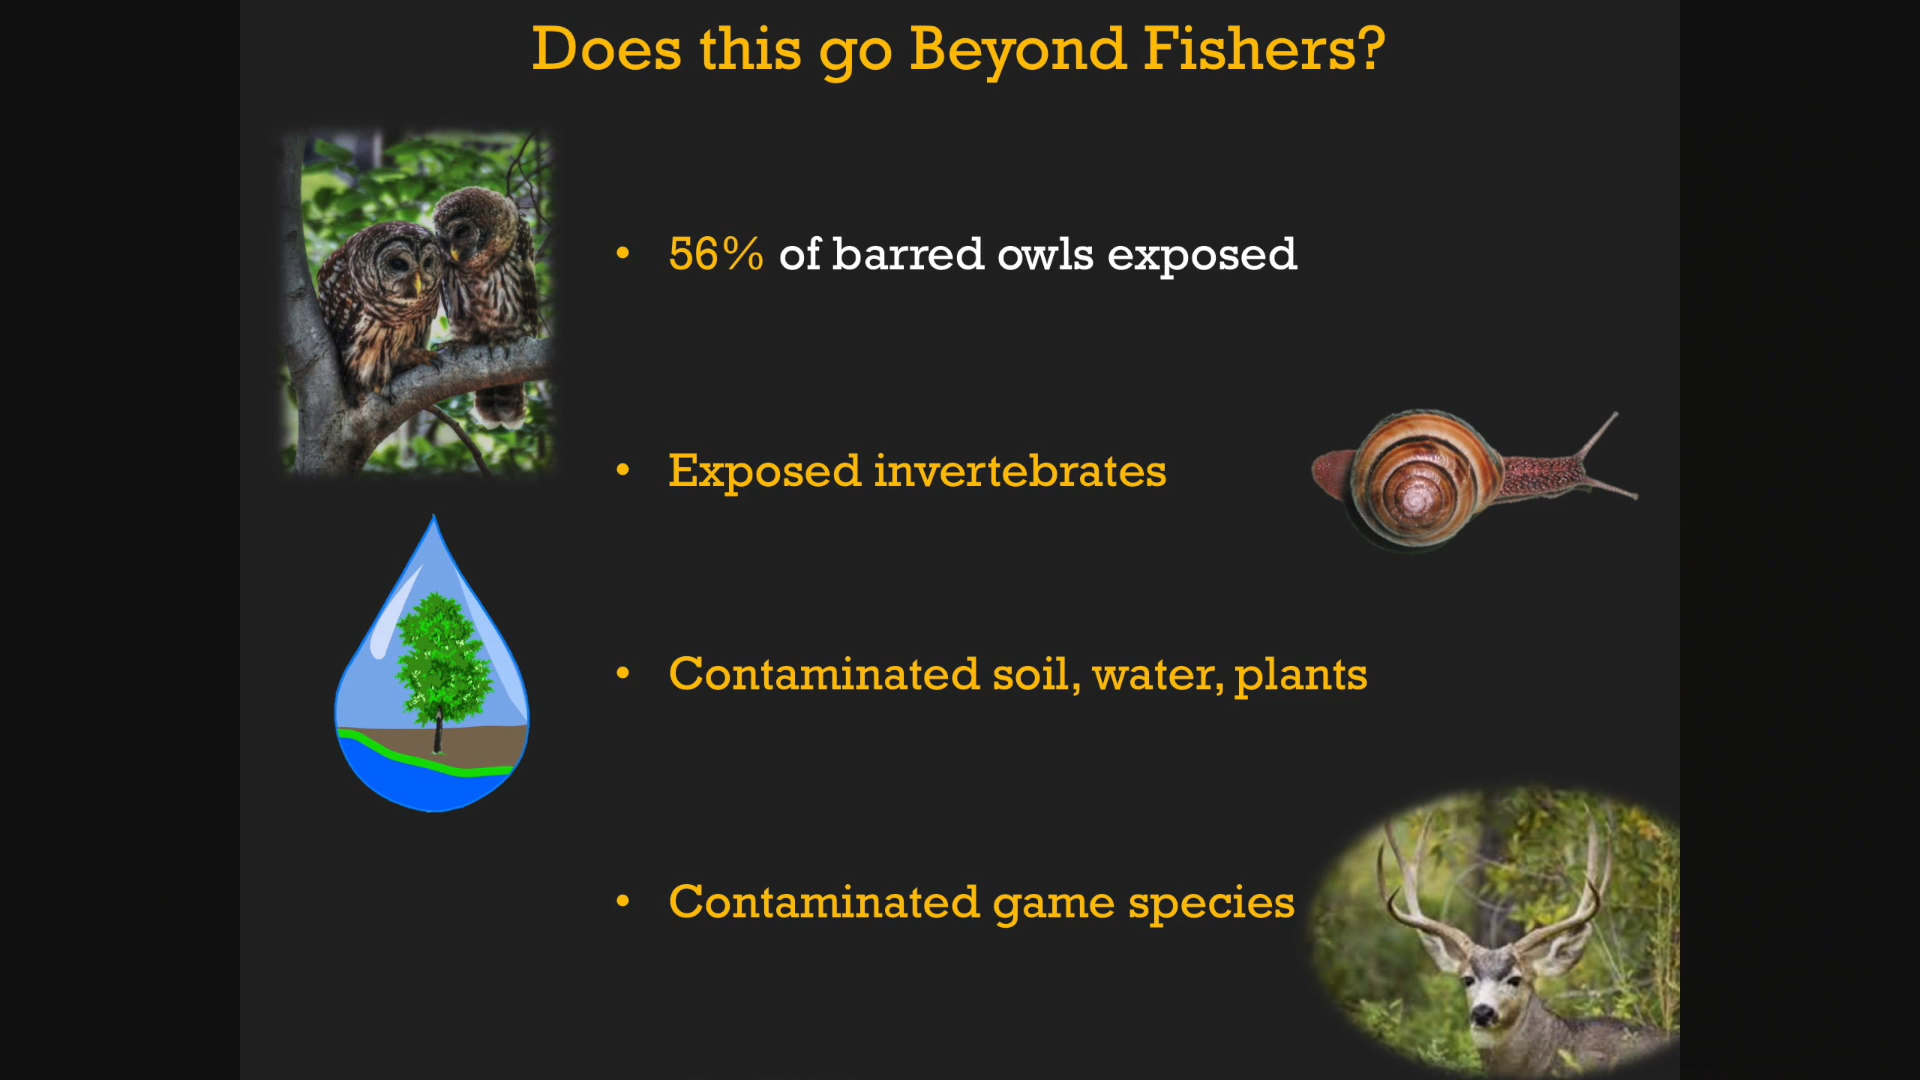 Does this go Beyond Fishers?
• 56% of barred owls exposed
• Exposed invertebrates
• Contaminated soil, water, plants
• Contaminated game species